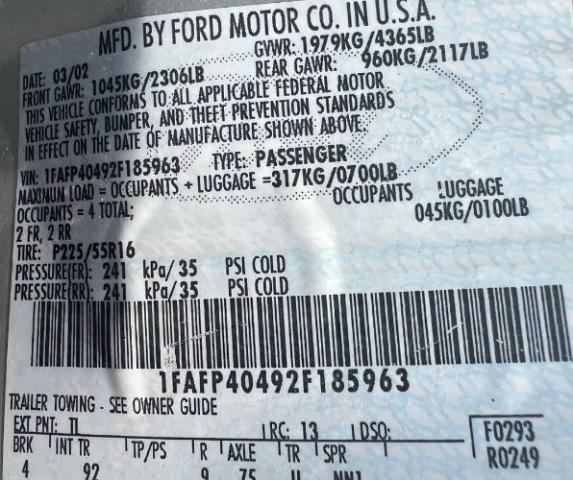 MFD. BY FORD MOTOR CO. IN U.S.A.
DATE: 03/02 GVWR: 1979KG/4365LB
FRONT GAWR: 1045KG/2306LB REAR GAWR: 960KG/2117LB
THIS VEHICLE CONFORMS TO ALL APPLICABLE FEDERAL MOTOR
VEHICLE SAFETY, BUMPER, AND THEFT PREVENTION STANDARDS
IN EFFECT ON THE DATE OF MANUFACTURE SHOWN ABOVE.
VIN: 1FAFP40492F185963 TYPE: PASSENGER
MAXIMUM LOAD = OCCUPANTS + LUGGAGE =317KG/0700LB
OCCUPANTS = 4 TOTAL; OCCUPANTS LUGGAGE
2 FR, 2 RR 045KG/0100LB
TIRE: P225/55R16
PRESSURE(FR): 241 kPa/ 35 PSI COLD
PRESSURE(RR): 241 kPa/ 35 PSI COLD
1FAFP40492F185963
TRAILER TOWING - SEE OWNER GUIDE
EXT PNT: TL RC: 13 DSO: F0293
BRK INT TR TP/PS R AXLE TR SPR R0249
4 92 9 75 U NN1